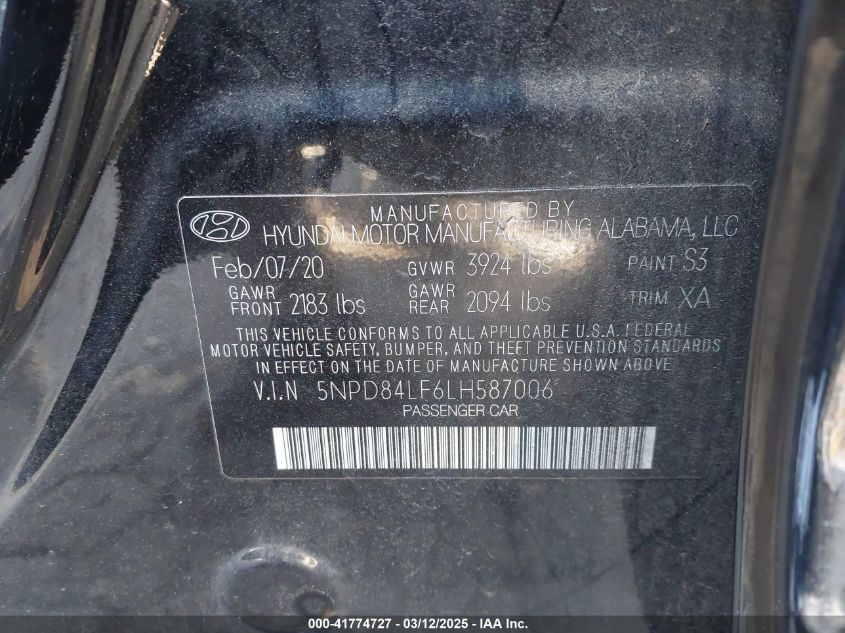 MANUFACTURED BY
HYUNDAI MOTOR MANUFACTURING ALABAMA, LLC
Feb/07/20 GVWR 3924 lbs PAINT S3
GAWR FRONT 2183 lbs GAWR REAR 2094 lbs TRIM XA
THIS VEHICLE CONFORMS TO ALL APPLICABLE U.S.A. FEDERAL
MOTOR VEHICLE SAFETY, BUMPER, AND THEFT PREVENTION STANDARDS
IN EFFECT ON THE DATE OF MANUFACTURE SHOWN ABOVE
V.I.N 5NPD84LF6LH587006
PASSENGER CAR
000-41774727 - 03/12/2025 - IAA Inc.